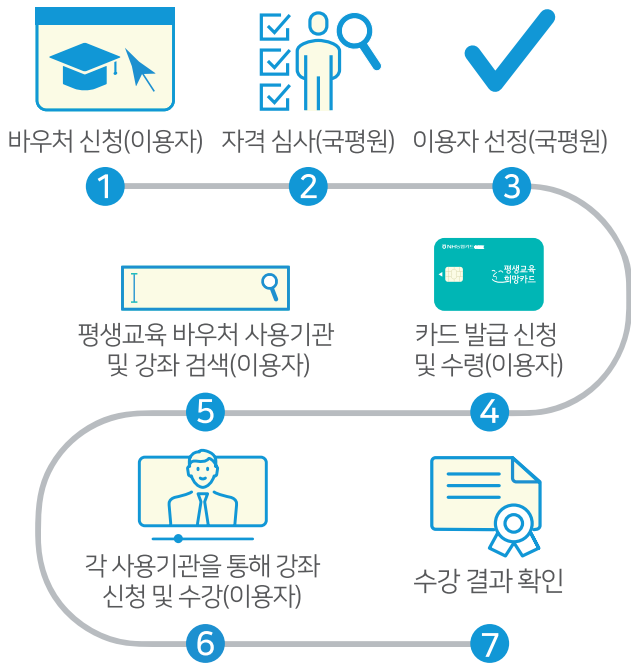 바우처 신청(이용자)
자격 심사(국평원)
이용자 선정(국평원)
1
2
3
평생교육
희망카드
평생교육 바우처 사용기관
및 강좌 검색(이용자)
카드 발급 신청
및 수령(이용자)
5
4
각 사용기관을 통해 강좌
신청 및 수강(이용자)
수강 결과 확인
6
7